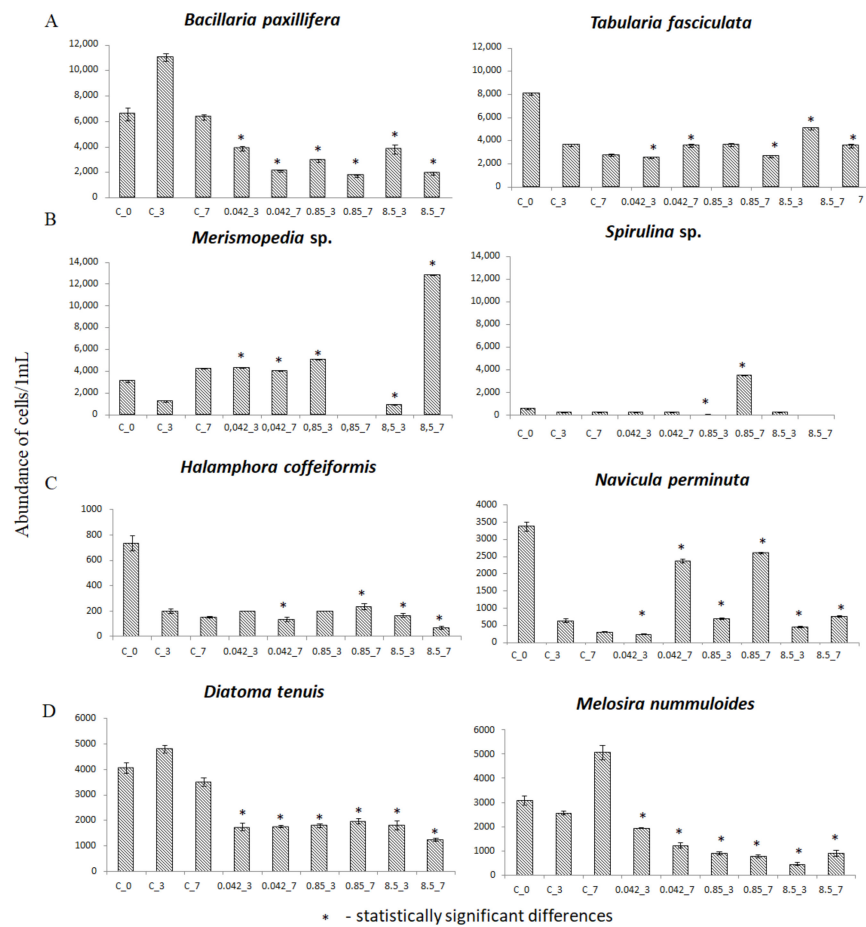 A
Bacillaria paxillifera
Tabularia fasciculata
12,000
10,000
8,000
6,000
4,000
2,000
0
C_0 C_3 C_7 0.042_3 0.042_7 0.85_3 0.85_7 8.5_3 8.5_7
* * * * * *
12,000
10,000
8,000
6,000
4,000
2,000
0
C_0 C_3 C_7 0.042_3 0.042_7 0.85_3 0.85_7 8.5_3 8.5_7 7
* * * * *
B
Merismopedia sp.
Spirulina sp.
14,000
12,000
10,000
8,000
6,000
4,000
2,000
0
C_0 C_3 C_7 0,042_3 0,042_7 0.85_3 0.85_7 8,5_3 8,5_7
* * * * *
14,000
12,000
10,000
8,000
6,000
4,000
2,000
0
C_0 C_3 C_7 0.042_3 0.042_7 0.85_3 0.85_7 8.5_3 8.5_7
* *
Abundance of cells/1mL
C
Halamphora coffeiformis
Navicula perminuta
1000
800
600
400
200
0
C_0 C_3 C_7 0.042_3 0.042_7 0.85_3 0.85_7 8.5_3 8.5_7
* * * *
4000
3500
3000
2500
2000
1500
1000
500
0
C_0 C_3 C_7 0.042_3 0.042_7 0.85_3 0.85_7 8.5_3 8.5_7
* * * * * *
D
Diatoma tenuis
Melosira nummuloides
6000
5000
4000
3000
2000
1000
0
C_0 C_3 C_7 0.042_3 0.042_7 0.85_3 0.85_7 8.5_3 8.5_7
* * * * * *
6000
5000
4000
3000
2000
1000
0
C_0 C_3 C_7 0.042_3 0.042_7 0.85_3 0.85_7 8.5_3 8.5_7
* * * * * *
* - statistically significant differences